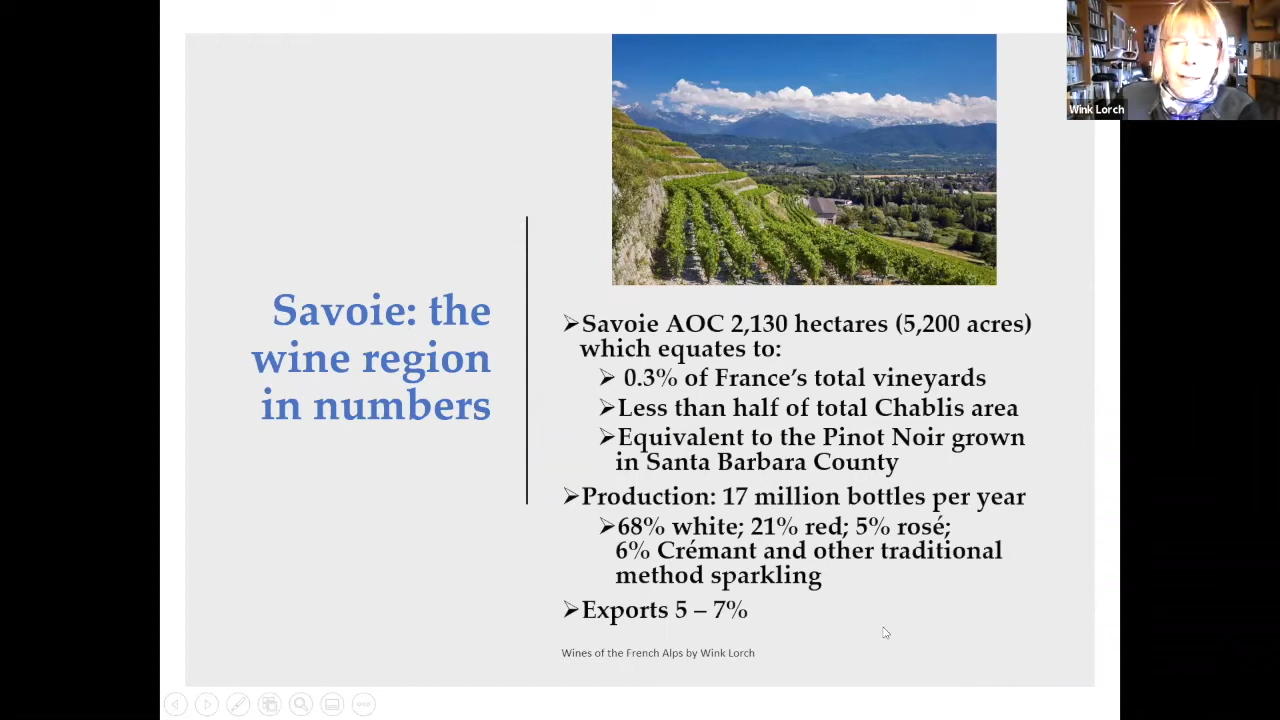 Wink Lorch
Savoie: the
wine region
in numbers
➢Savoie AOC 2,130 hectares (5,200 acres)
which equates to:
➢ 0.3% of France’s total vineyards
➢Less than half of total Chablis area
➢Equivalent to the Pinot Noir grown
in Santa Barbara County
➢Production: 17 million bottles per year
➢68% white; 21% red; 5% rosé;
6% Crémant and other traditional
method sparkling
➢Exports 5 – 7%
Wines of the French Alps by Wink Lorch